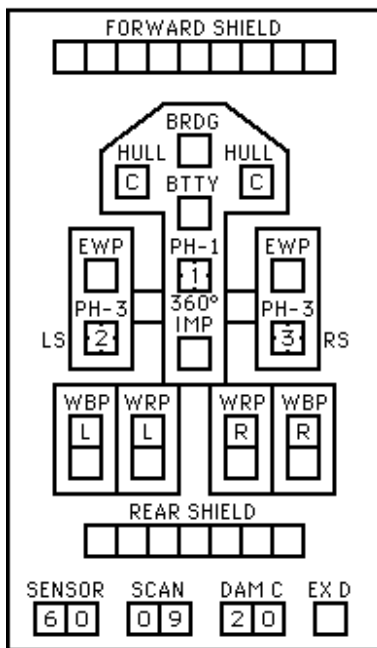 FORWARD SHIELD
BRDG
HULL HULL
C BTTY C
EWP PH-1 EWP
1
PH-3 360° PH-3
LS 2 IMP 3 RS
WBP WRP WRP WBP
L L R R
REAR SHIELD
SENSOR SCAN DAM C EX D
6 0 0 9 2 0